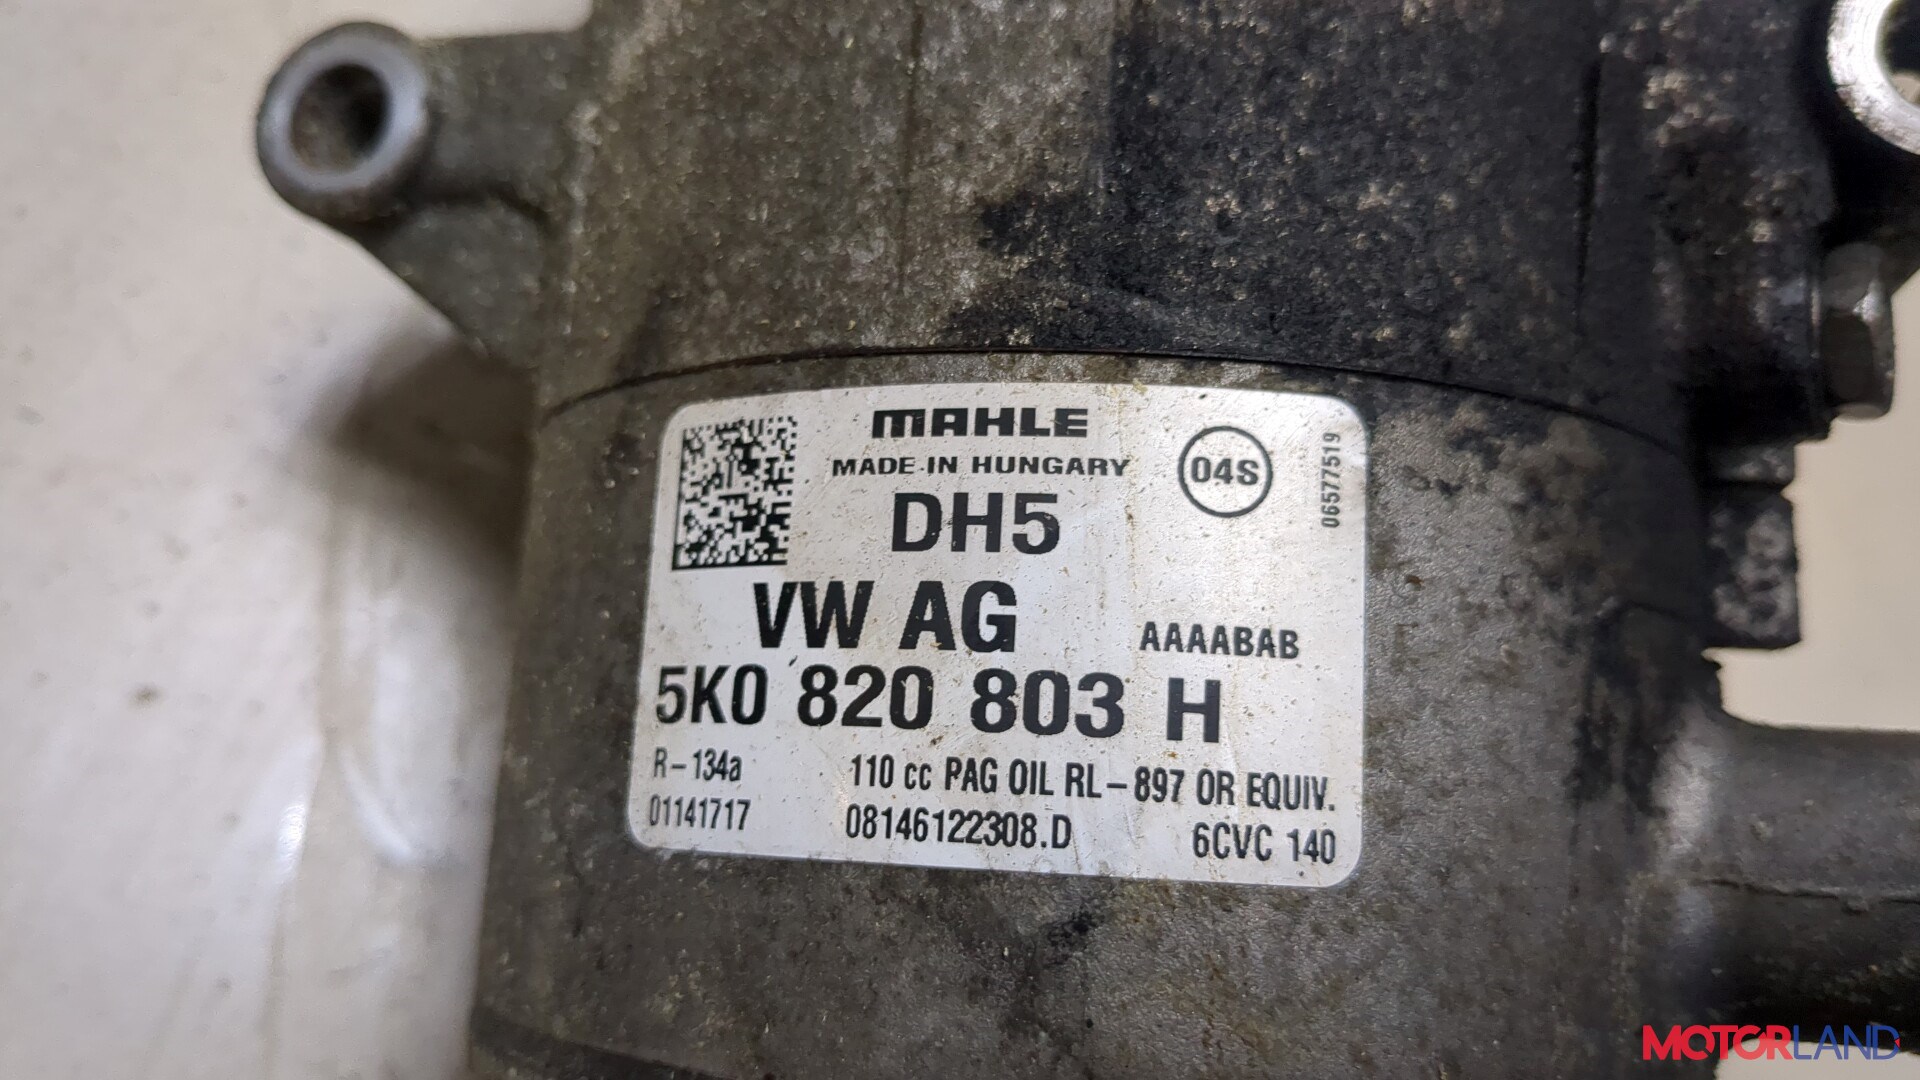 MAHLE
MADE IN HUNGARY
04S
06577519
DH5
VW AG
AAAABAB
5K0 820 803 H
R-134a 110 cc PAG OIL RL-897 OR EQUIV.
01141717 08146122308.D 6CVC 140
MOTORLAND